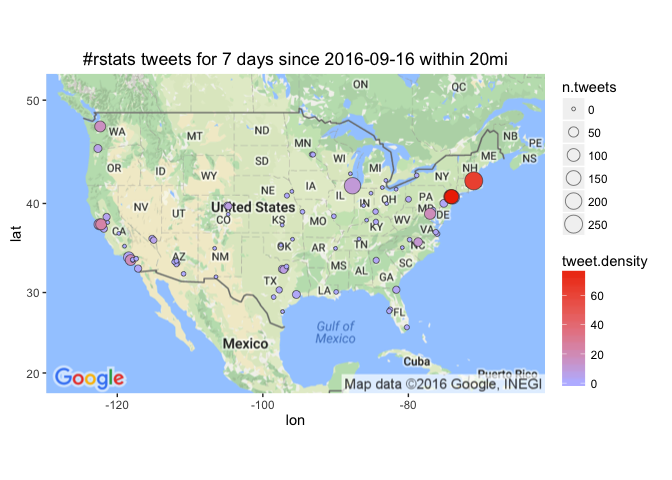 #rstats tweets for 7 days since 2016-09-16 within 20mi
lat
50
40
30
20
-120
-100
-80
lon
ON
QC
NB
PE
NS
ME
NH
NY
WA
MT
ND
MN
WI
MI
OR
ID
WY
SD
IA
NE
IL
IN
OH
PA
MD
DE
NV
UT
United States
CO
KS
MO
KY
WV
VA
CA
AZ
NM
OK
AR
TN
NC
SC
MS
AL
TX
LA
FL
Gulf of
Mexico
Mexico
Cuba
Puerto Rico
Google
Map data ©2016 Google, INEGI
n.tweets
0
50
100
150
200
250
tweet.density
60
40
20
0